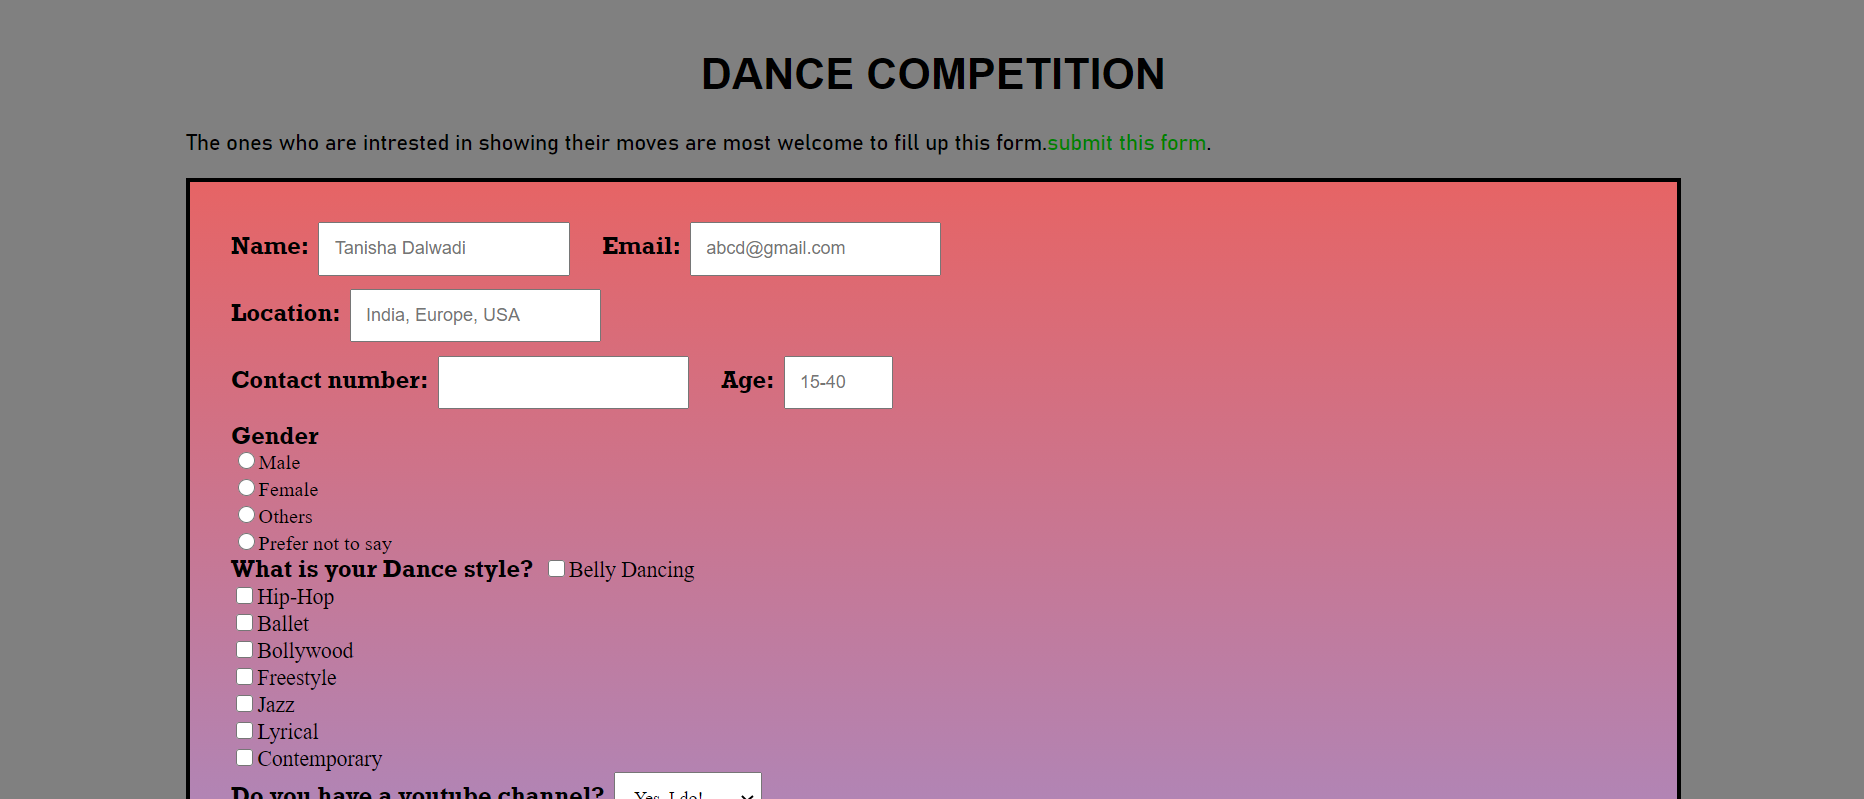 DANCE COMPETITION
The ones who are intrested in showing their moves are most welcome to fill up this form.submit this form.
Name: Tanisha Dalwadi Email: abcd@gmail.com
Location: India, Europe, USA
Contact number: Age: 15-40
Gender
Male
Female
Others
Prefer not to say
What is your Dance style? Belly Dancing
Hip-Hop
Ballet
Bollywood
Freestyle
Jazz
Lyrical
Contemporary
Do you have a youtube channel? Yes, I do!